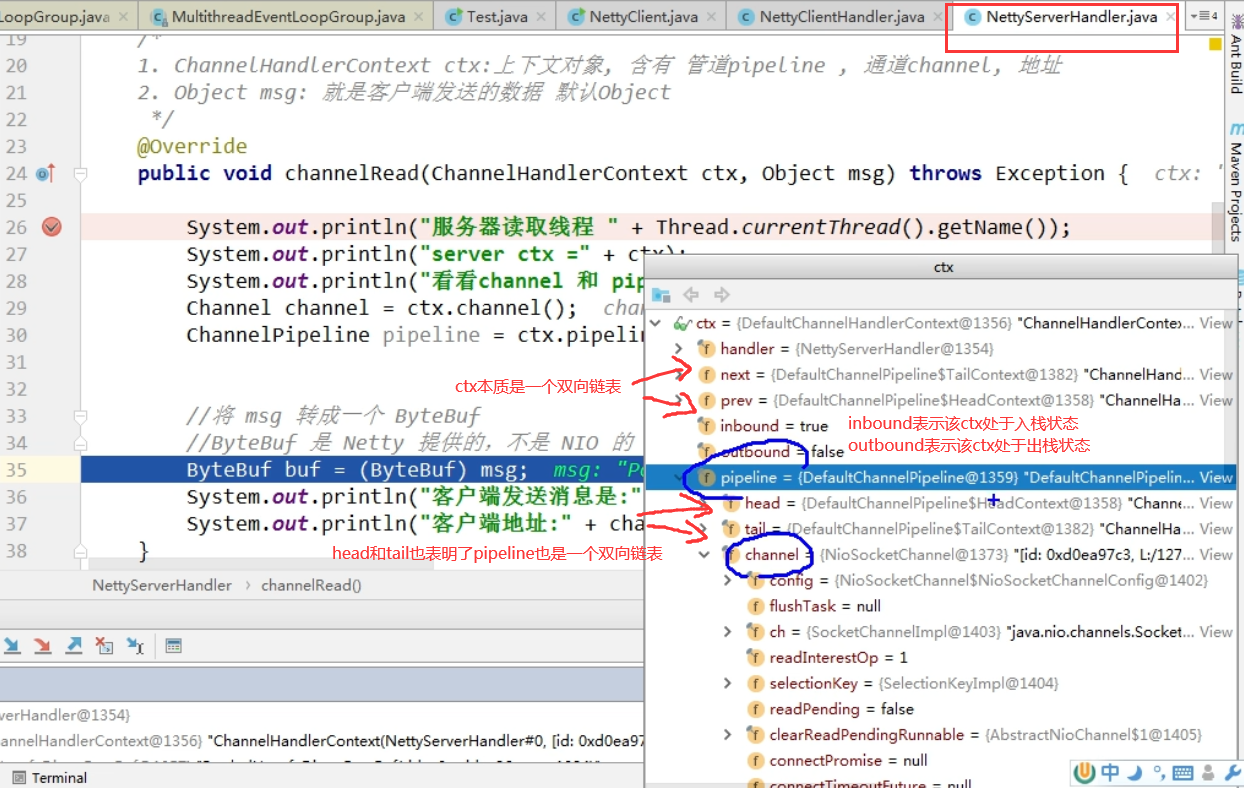 LoopGroup.java
MultithreadEventLoopGroup.java
Test.java
NettyClient.java
NettyClientHandler.java
NettyServerHandler.java
4
19 /*
20 1. ChannelHandlerContext ctx:上下文对象, 含有 管道pipeline , 通道channel, 地址
21 2. Object msg: 就是客户端发送的数据 默认Object
22 */
23 @Override
24 public void channelRead(ChannelHandlerContext ctx, Object msg) throws Exception { ctx: "
25
26 System.out.println("服务器读取线程 " + Thread.currentThread().getName());
27 System.out.println("server ctx =" + ctx);
28 System.out.println("看看channel 和 pip
29 Channel channel = ctx.channel(); cha
30 ChannelPipeline pipeline = ctx.pipelin
31
32
33 //将 msg 转成一个 ByteBuf
34 //ByteBuf 是 Netty 提供的，不是 NIO 的
35 ByteBuf buf = (ByteBuf) msg; msg: "Po
36 System.out.println("客户端发送消息是:"
37 System.out.println("客户端地址:" + cha
38 }
NettyServerHandler › channelRead()
Ant Build
Maven Projects
ctx
ctx = {DefaultChannelHandlerContext@1356} "ChannelHandlerContex... View
handler = {NettyServerHandler@1354}
next = {DefaultChannelPipeline$TailContext@1382} "ChannelHand... View
prev = {DefaultChannelPipeline$HeadContext@1358} "ChannelHa... View
inbound = true
outbound = false
pipeline = {DefaultChannelPipeline@1359} "DefaultChannelPipelin... View
head = {DefaultChannelPipeline$HeadContext@1358} "Channe... View
tail = {DefaultChannelPipeline$TailContext@1382} "ChannelHa... View
channel = {NioSocketChannel@1373} "[id: 0xd0ea97c3, L:/127... View
config = {NioSocketChannel$NioSocketChannelConfig@1402}
flushTask = null
ch = {SocketChannelImpl@1403} "java.nio.channels.Socket... View
readInterestOp = 1
selectionKey = {SelectionKeyImpl@1404}
readPending = false
clearReadPendingRunnable = {AbstractNioChannel$1@1405}
connectPromise = null
connectTimeoutFuture = null
ctx本质是一个双向链表
inbound表示该ctx处于入栈状态
outbound表示该ctx处于出栈状态
head和tail也表明了pipeline也是一个双向链表
verHandler@1354}
annelHandlerContext@1356} "ChannelHandlerContext(NettyServerHandler#0, [id: 0xd0ea97
Terminal
中